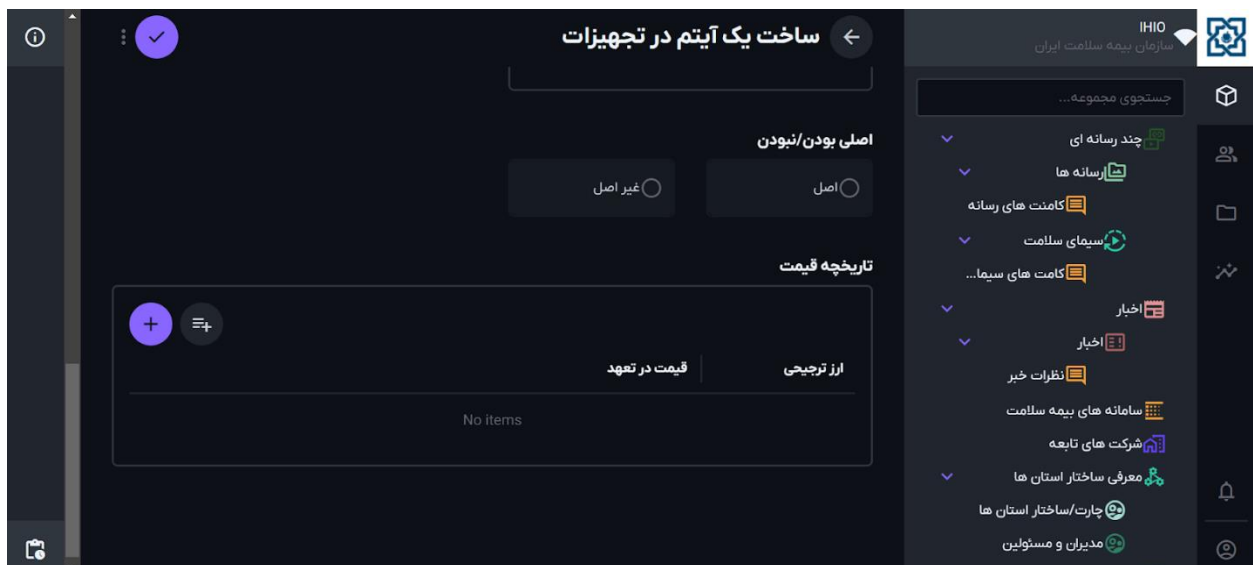 IHIO
سازمان بیمه سلامت ایران
جستجوی مجموعه...
چند رسانه ای
رسانه ها
کامنت های رسانه
سیمای سلامت
کامت های سیما...
اخبار
اخبار
نظرات خبر
سامانه های بیمه سلامت
شرکت های تابعه
معرفی ساختار استان ها
چارت/ساختار استان ها
مدیران و مسئولین
ساخت یک آیتم در تجهیزات
اصلی بودن/نبودن
اصل
غیر اصل
تاریخچه قیمت
ارز ترجیحی
قیمت در تعهد
No items